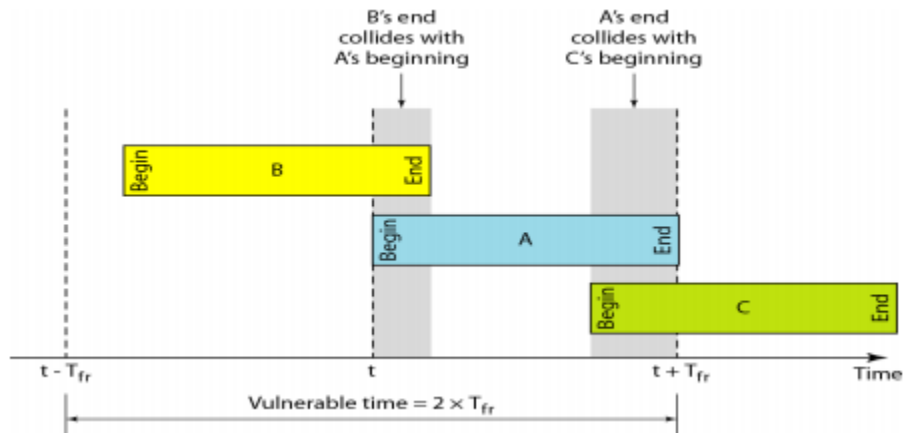 B's end
collides with
A's beginning
A's end
collides with
C's beginning
Begin
B
End
Begin
A
End
Begin
C
End
t - Tfr
t
t + Tfr
Time
Vulnerable time = 2 × Tfr